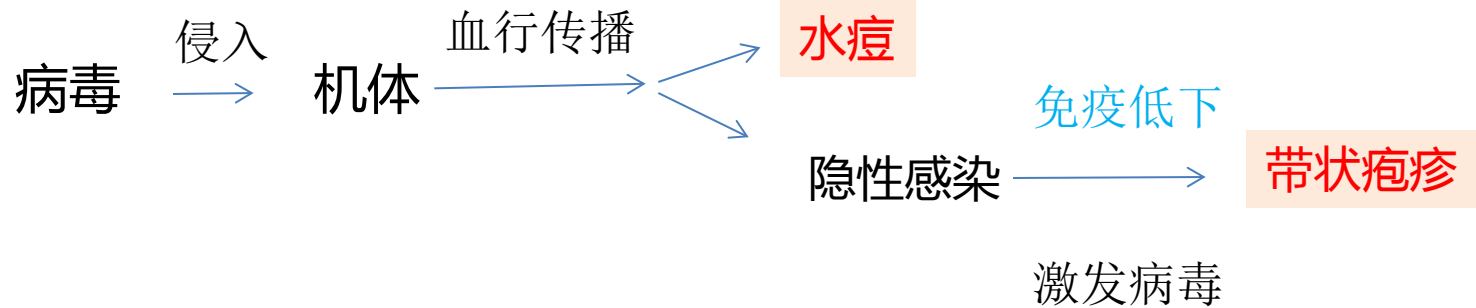 病毒
侵入
机体
血行传播
水痘
隐性感染
免疫低下
激发病毒
带状疱疹